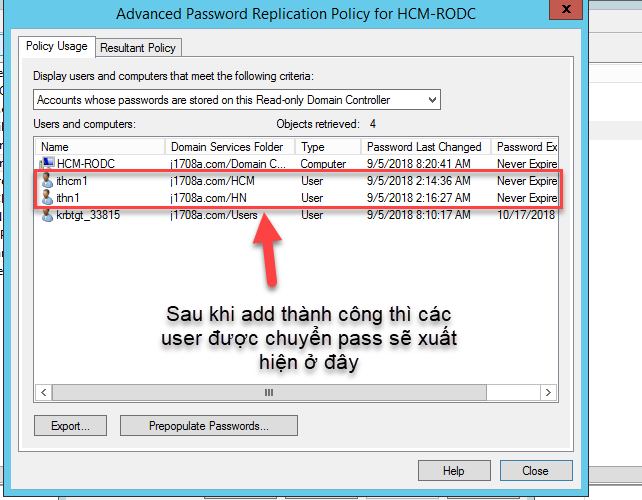 Advanced Password Replication Policy for HCM-RODC
x
Policy Usage Resultant Policy
Display users and computers that meet the following criteria:
Accounts whose passwords are stored on this Read-only Domain Controller
Users and computers: Objects retrieved: 4
Name Domain Services Folder Type Password Last Changed Password Ex
HCM-RODC j1708a.com/Domain C... Computer 9/5/2018 8:20:41 AM Never Expire
ithcm1 j1708a.com/HCM User 9/5/2018 2:14:36 AM Never Expire
ithn1 j1708a.com/HN User 9/5/2018 2:16:27 AM Never Expire
krbtgt_33815 j1708a.com/Users User 9/5/2018 8:10:17 AM 10/17/2018
Sau khi add thành công thì các
user được chuyển pass sẽ xuất
hiện ở đây
Export... Prepopulate Passwords...
Help Close